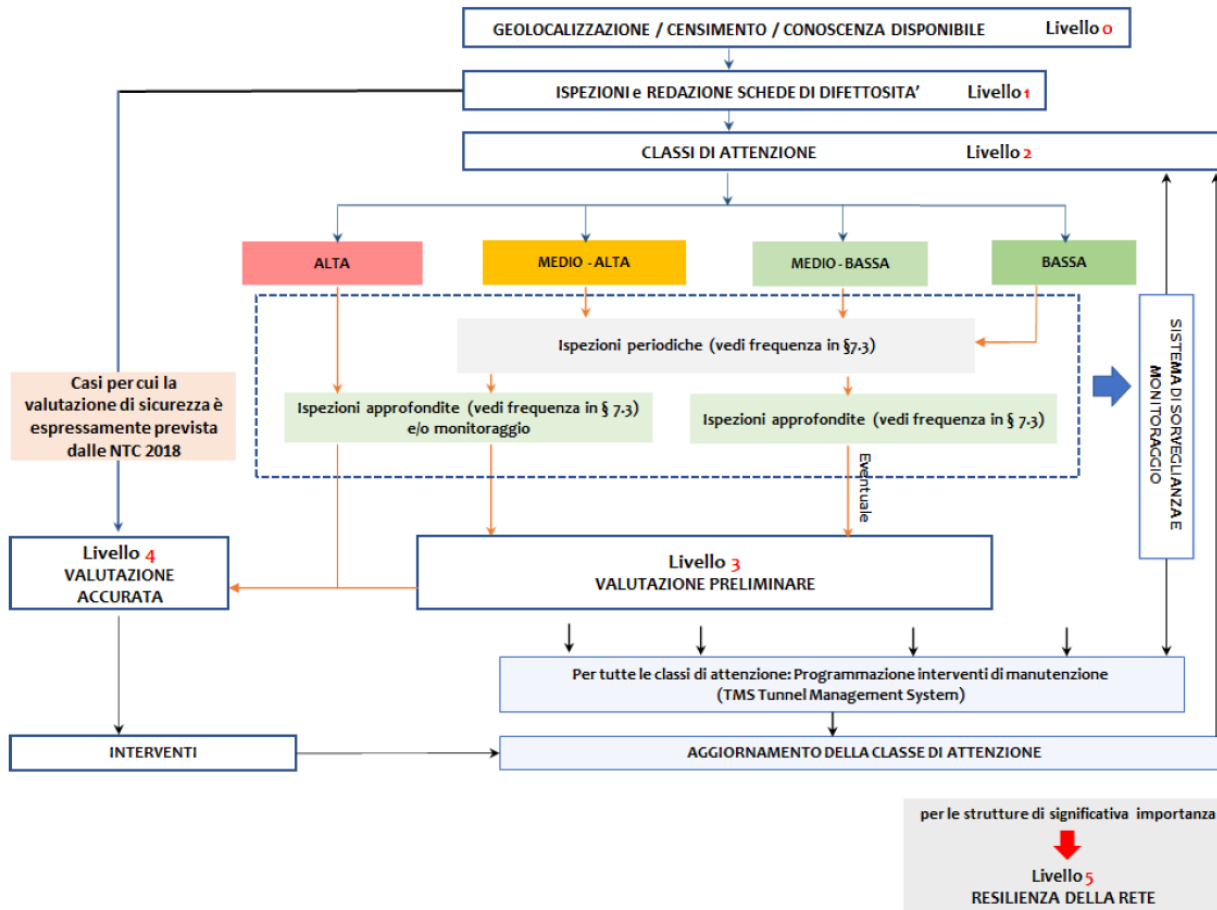 GEOLOCALIZZAZIONE / CENSIMENTO / CONOSCENZA DISPONIBILE Livello 0
ISPEZIONI e REDAZIONE SCHEDE DI DIFETTOSITA’ Livello 1
CLASSI DI ATTENZIONE Livello 2
ALTA
MEDIO - ALTA
MEDIO - BASSA
BASSA
Ispezioni periodiche (vedi frequenza in §7.3)
Casi per cui la
valutazione di sicurezza è
espressamente prevista
dalle NTC 2018
Ispezioni approfondite (vedi frequenza in § 7.3)
e/o monitoraggio
Ispezioni approfondite (vedi frequenza in § 7.3)
SISTEMA DI SORVEGLIANZA E
MONITORAGGIO
Eventuale
Livello 4
VALUTAZIONE
ACCURATA
Livello 3
VALUTAZIONE PRELIMINARE
Per tutte le classi di attenzione: Programmazione interventi di manutenzione
(TMS Tunnel Management System)
INTERVENTI
AGGIORNAMENTO DELLA CLASSE DI ATTENZIONE
per le strutture di significativa importanza
Livello 5
RESILIENZA DELLA RETE